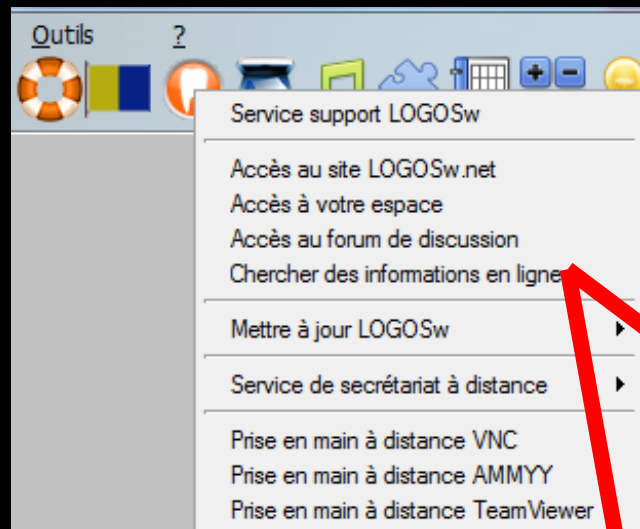 Outils ?
Service support LOGOSw
Accès au site LOGOSw.net
Accès à votre espace
Accès au forum de discussion
Chercher des informations en ligne
Mettre à jour LOGOSw
Service de secrétariat à distance
Prise en main à distance VNC
Prise en main à distance AMMYY
Prise en main à distance TeamViewer